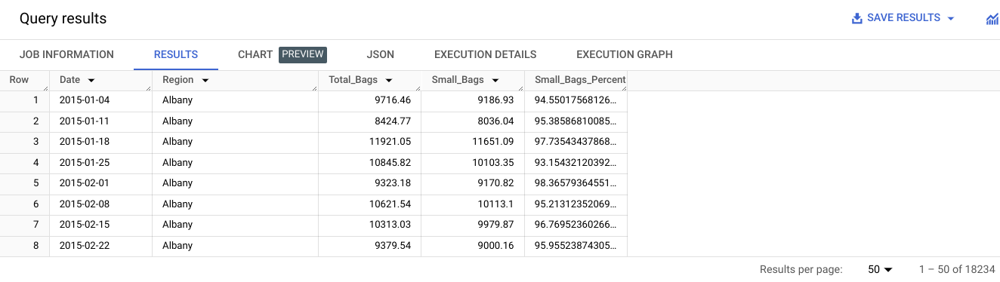 Query results
SAVE RESULTS
JOB INFORMATION RESULTS CHART PREVIEW JSON EXECUTION DETAILS EXECUTION GRAPH
Row Date Region Total_Bags Small_Bags Small_Bags_Percent
1 2015-01-04 Albany 9716.46 9186.93 94.55017568126...
2 2015-01-11 Albany 8424.77 8036.04 95.38586810085...
3 2015-01-18 Albany 11921.05 11651.09 97.73543437868...
4 2015-01-25 Albany 10845.82 10103.35 93.15432120392...
5 2015-02-01 Albany 9323.18 9170.82 98.36579364551...
6 2015-02-08 Albany 10621.54 10113.1 95.21312352069...
7 2015-02-15 Albany 10313.03 9979.87 96.76952360266...
8 2015-02-22 Albany 9379.54 9000.16 95.95523874305...
Results per page: 50 1 – 50 of 18234